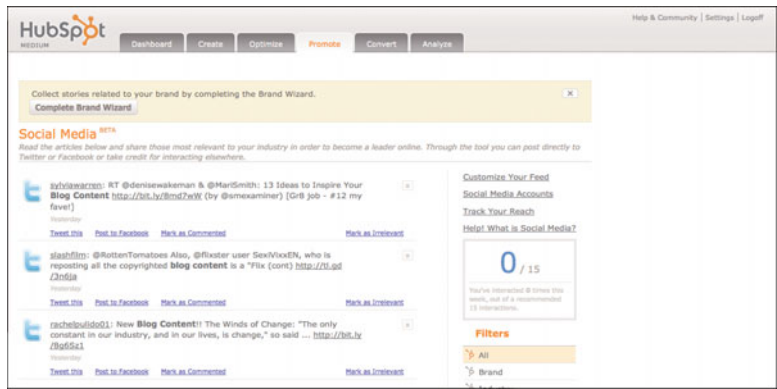 Help & Community | Settings | Logoff
HubSpot
MEDIUM
Dashboard Create Optimize Promote Convert Analyze
Collect stories related to your brand by completing the Brand Wizard.
x
Complete Brand Wizard
Social Media BETA
Read the articles below and share those most relevant to your industry in order to become a leader online. Through the tool you can post directly to
Twitter or Facebook or take credit for interacting elsewhere.
sylviawarren: RT @denisewakeman & @MariSmith: 13 Ideas to Inspire Your
Blog Content http://bit.ly/8md7wW (by @smexaminer) [Gr8 job - #12 my
fave!]
Yesterday
Tweet this Post to Facebook Mark as Commented Mark as Irrelevant
slashfilm: @RottenTomatoes Also, @flixster user SexiVixxEN, who is
reposting all the copyrighted blog content is a "Flix (cont) http://tl.gd
/3n6ja
Yesterday
Tweet this Post to Facebook Mark as Commented Mark as Irrelevant
rachelpulido01: New Blog Content!! The Winds of Change: "The only
constant in our industry, and in our lives, is change," so said ... http://bit.ly
/8g6Sz1
Yesterday
Tweet this Post to Facebook Mark as Commented Mark as Irrelevant
Customize Your Feed
Social Media Accounts
Track Your Reach
Help! What is Social Media?
0 / 15
You've interacted 0 times this
week, out of a recommended
15 interactions.
Filters
All
Brand